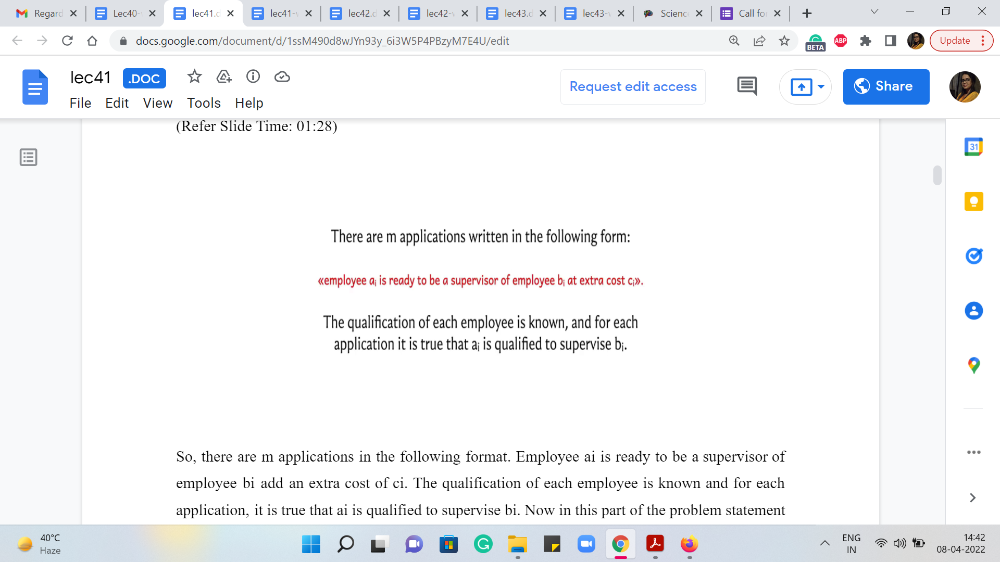 Regard
Lec40-
lec41.d
lec41-
lec42.d
lec42-
lec43.d
lec43-
Science
Call fo
docs.google.com/document/d/1ssM490d8wJYn93y_6i3W5P4PBzyM7E4U/edit
BETA
ABP
Update
lec41
.DOC
Request edit access
Share
File Edit View Tools Help
(Refer Slide Time: 01:28)
31
There are m applications written in the following form:
«employee ai is ready to be a supervisor of employee bi at extra cost ci».
The qualification of each employee is known, and for each
application it is true that ai is qualified to supervise bi.
So, there are m applications in the following format. Employee ai is ready to be a supervisor of
employee bi add an extra cost of ci. The qualification of each employee is known and for each
application, it is true that ai is qualified to supervise bi. Now in this part of the problem statement
40°C
Haze
ENG
IN
14:42
08-04-2022